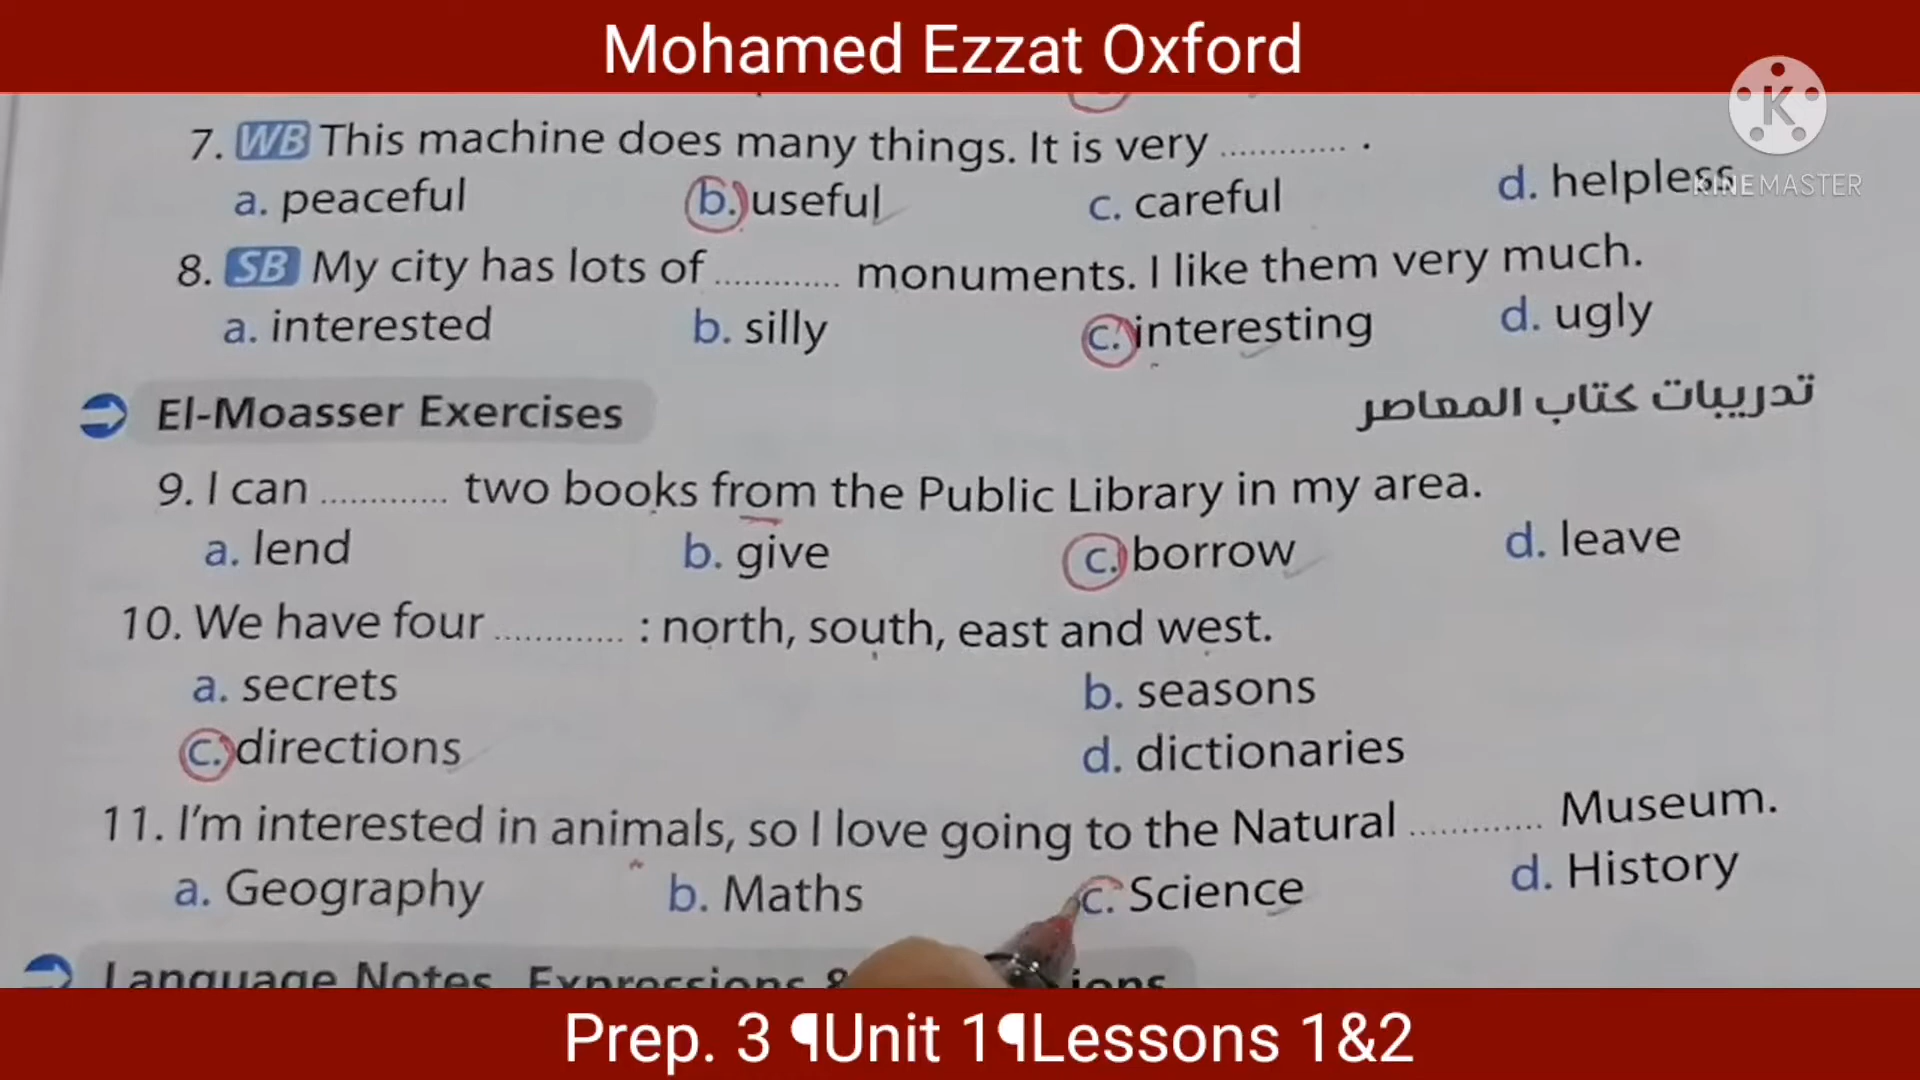 Mohamed Ezzat Oxford
K
KINEMASTER
7. WB This machine does many things. It is very ............. .
a. peaceful b. useful c. careful d. helpless
8. SB My city has lots of ............. monuments. I like them very much.
a. interested b. silly c. interesting d. ugly
El-Moasser Exercises تدريبات كتاب المعاصر
9. I can ............. two books from the Public Library in my area.
a. lend b. give c. borrow d. leave
10. We have four ............. : north, south, east and west.
a. secrets b. seasons
c. directions d. dictionaries
11. I'm interested in animals, so I love going to the Natural ............. Museum.
a. Geography b. Maths c. Science d. History
Language Notes, Expressions &
Prep. 3 ¶Unit 1¶Lessons 1&2